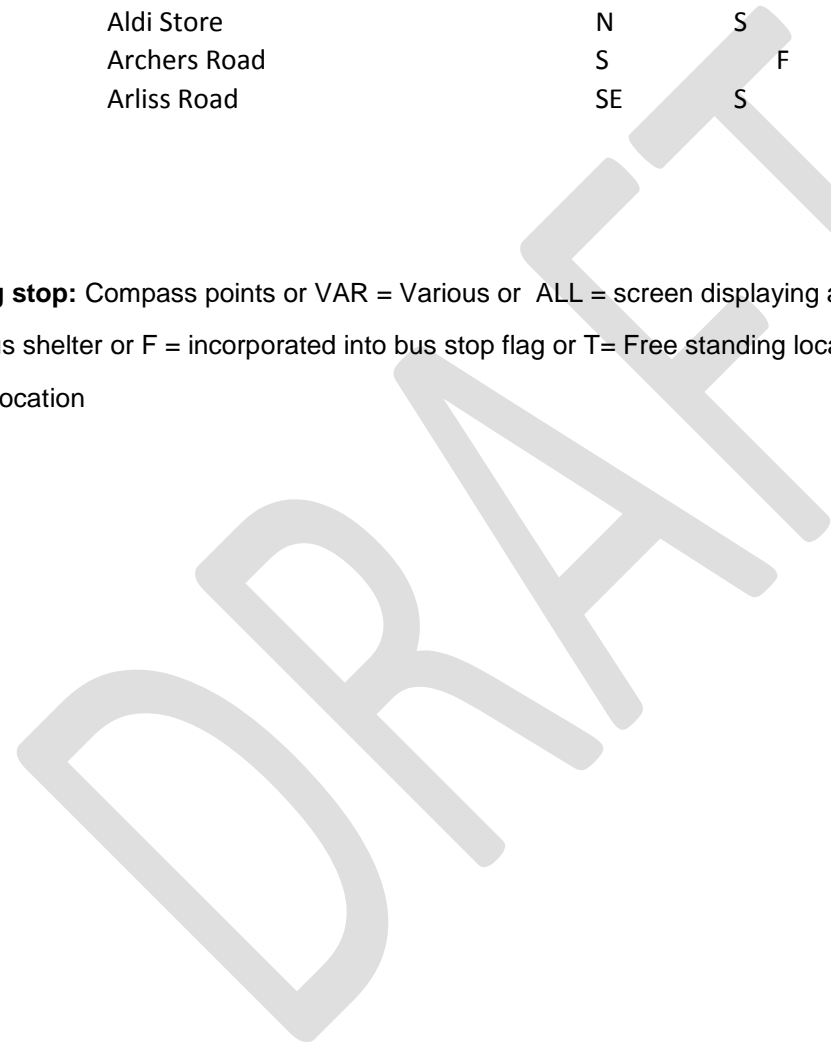 Aldi Store N S
Archers Road S F
Arliss Road SE S
g stop: Compass points or VAR = Various or ALL = screen displaying a
us shelter or F = incorporated into bus stop flag or T= Free standing loca
ocation
DRAFT